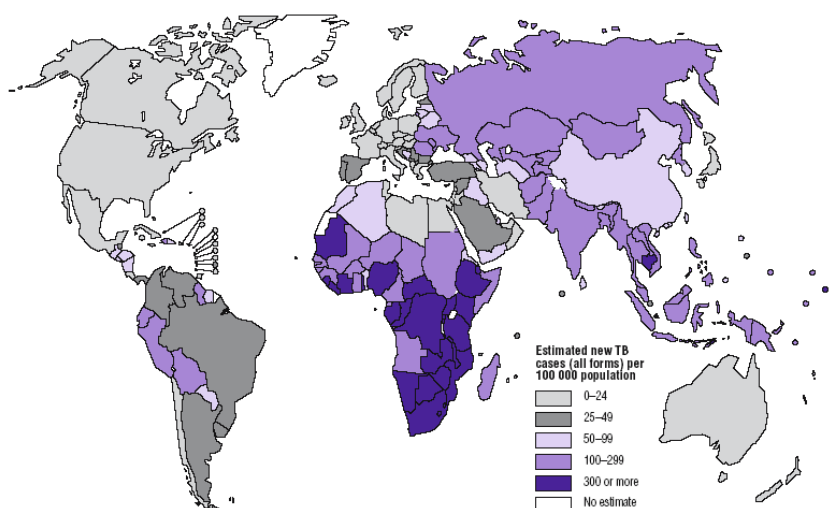 Estimated new TB
cases (all forms) per
100 000 population
0–24
25–49
50–99
100–299
300 or more
No estimate